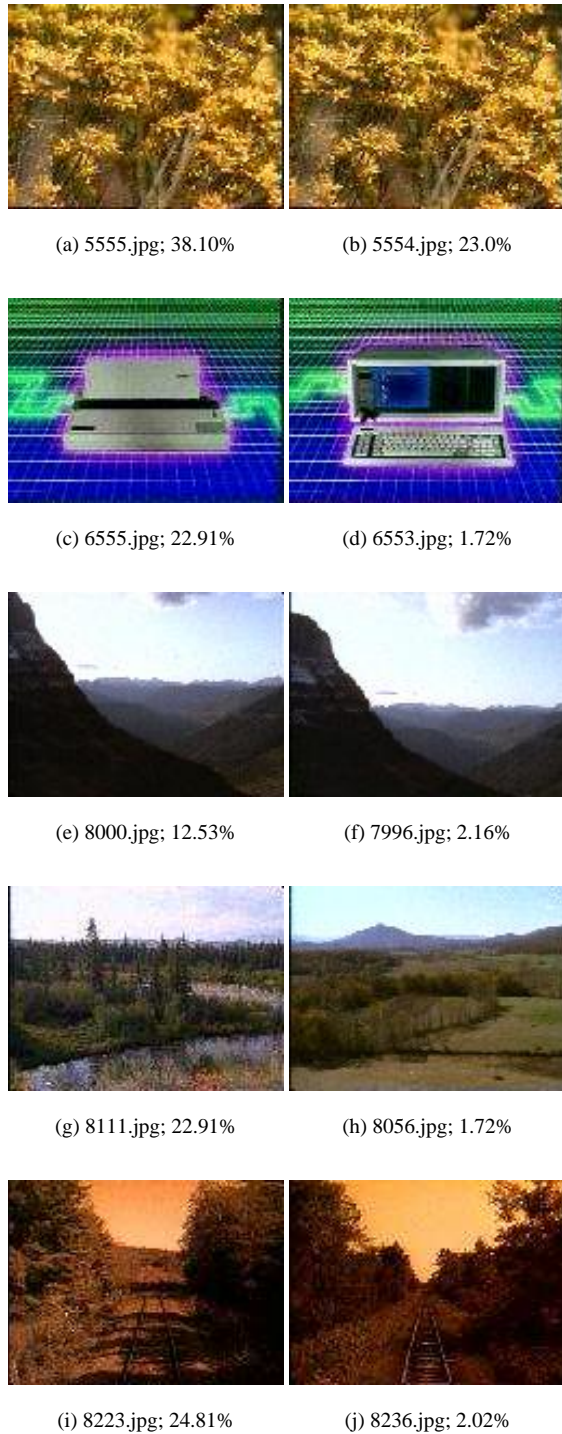 (a) 5555.jpg; 38.10%
(b) 5554.jpg; 23.0%
(c) 6555.jpg; 22.91%
(d) 6553.jpg; 1.72%
(e) 8000.jpg; 12.53%
(f) 7996.jpg; 2.16%
(g) 8111.jpg; 22.91%
(h) 8056.jpg; 1.72%
(i) 8223.jpg; 24.81%
(j) 8236.jpg; 2.02%